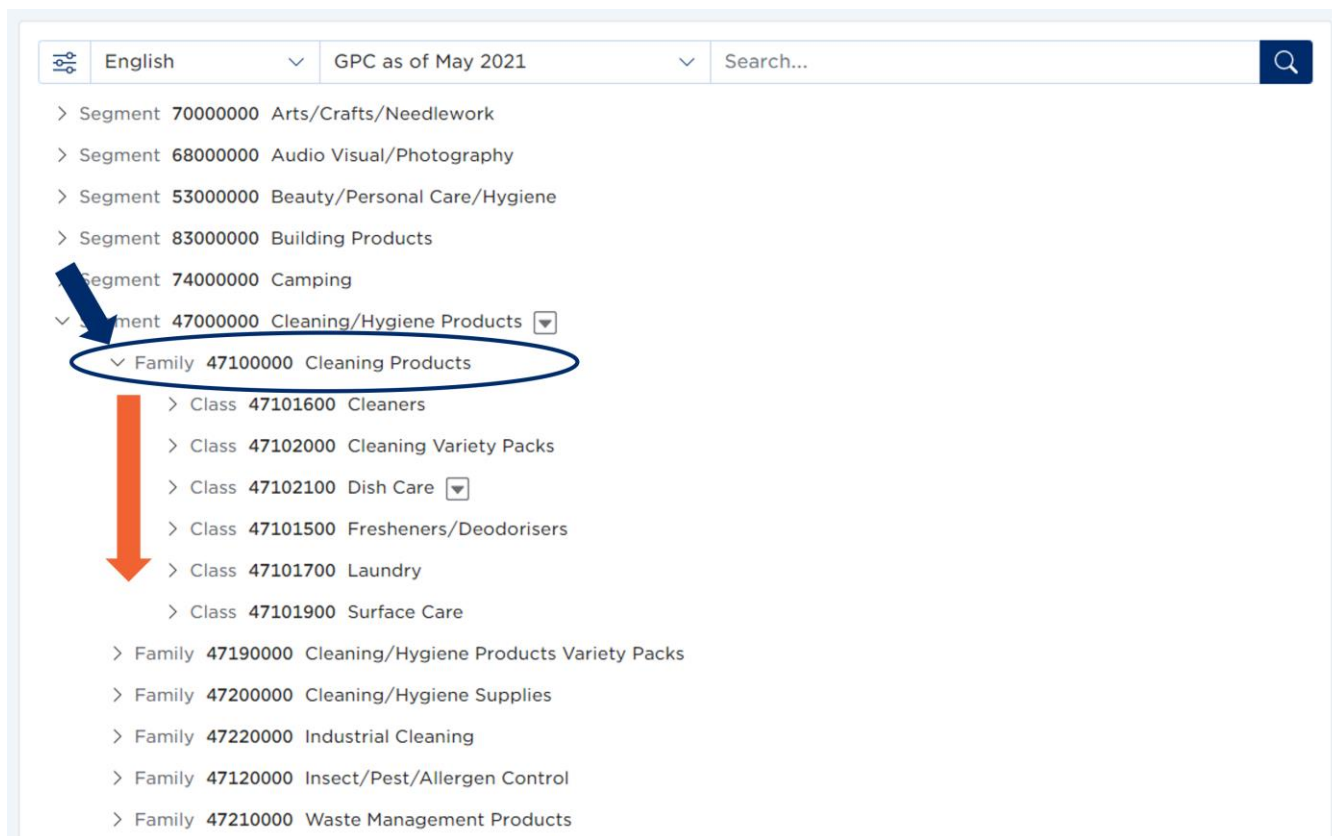 English GPC as of May 2021 Search...
Segment 70000000 Arts/Crafts/Needlework
Segment 68000000 Audio Visual/Photography
Segment 53000000 Beauty/Personal Care/Hygiene
Segment 83000000 Building Products
Segment 74000000 Camping
Segment 47000000 Cleaning/Hygiene Products
Family 47100000 Cleaning Products
Class 47101600 Cleaners
Class 47102000 Cleaning Variety Packs
Class 47102100 Dish Care
Class 47101500 Fresheners/Deodorisers
Class 47101700 Laundry
Class 47101900 Surface Care
Family 47190000 Cleaning/Hygiene Products Variety Packs
Family 47200000 Cleaning/Hygiene Supplies
Family 47220000 Industrial Cleaning
Family 47120000 Insect/Pest/Allergen Control
Family 47210000 Waste Management Products